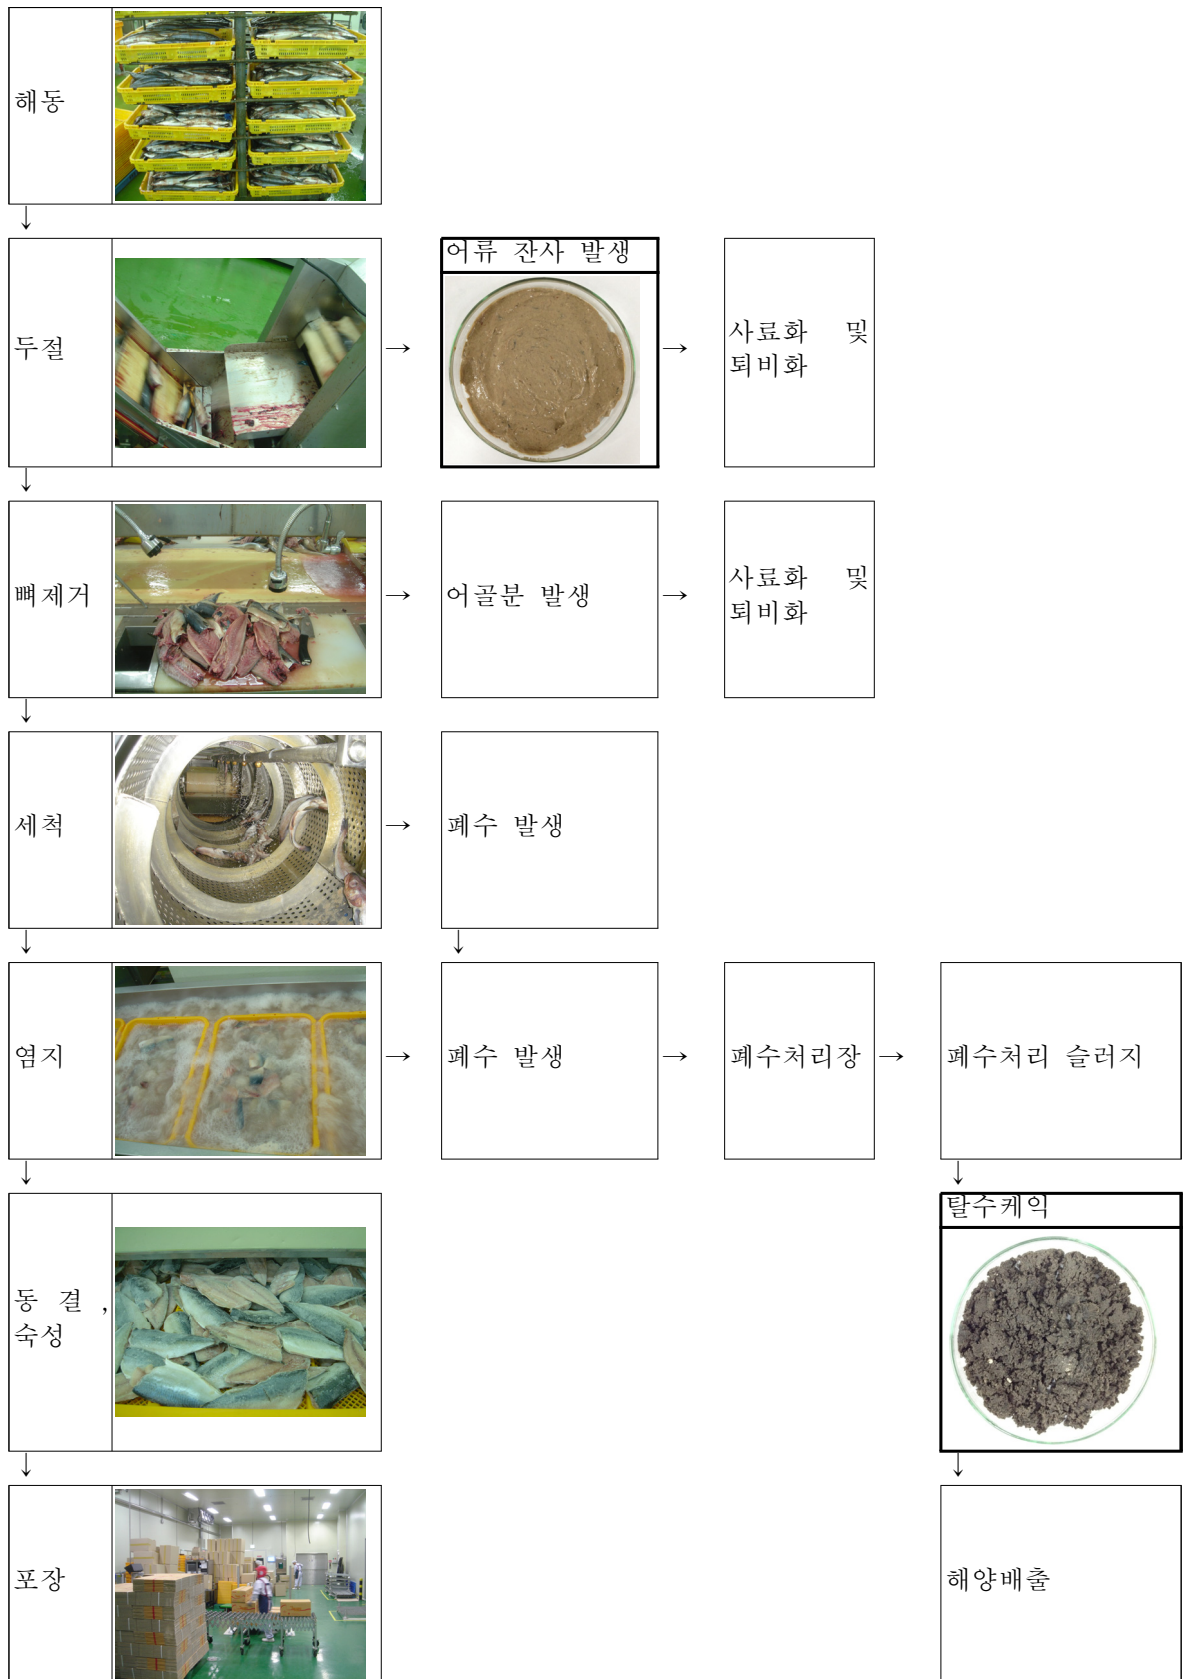 해동
↓
두절
→
어류 잔사 발생
→
사료화 및
퇴비화
↓
뼈제거
→
어골분 발생
→
사료화 및
퇴비화
↓
세척
→
폐수 발생
↓
↓
염지
→
폐수 발생
→
폐수처리장
→
폐수처리 슬러지
↓
↓
동 결 ,
숙성
탈수케익
↓
↓
포장
해양배출